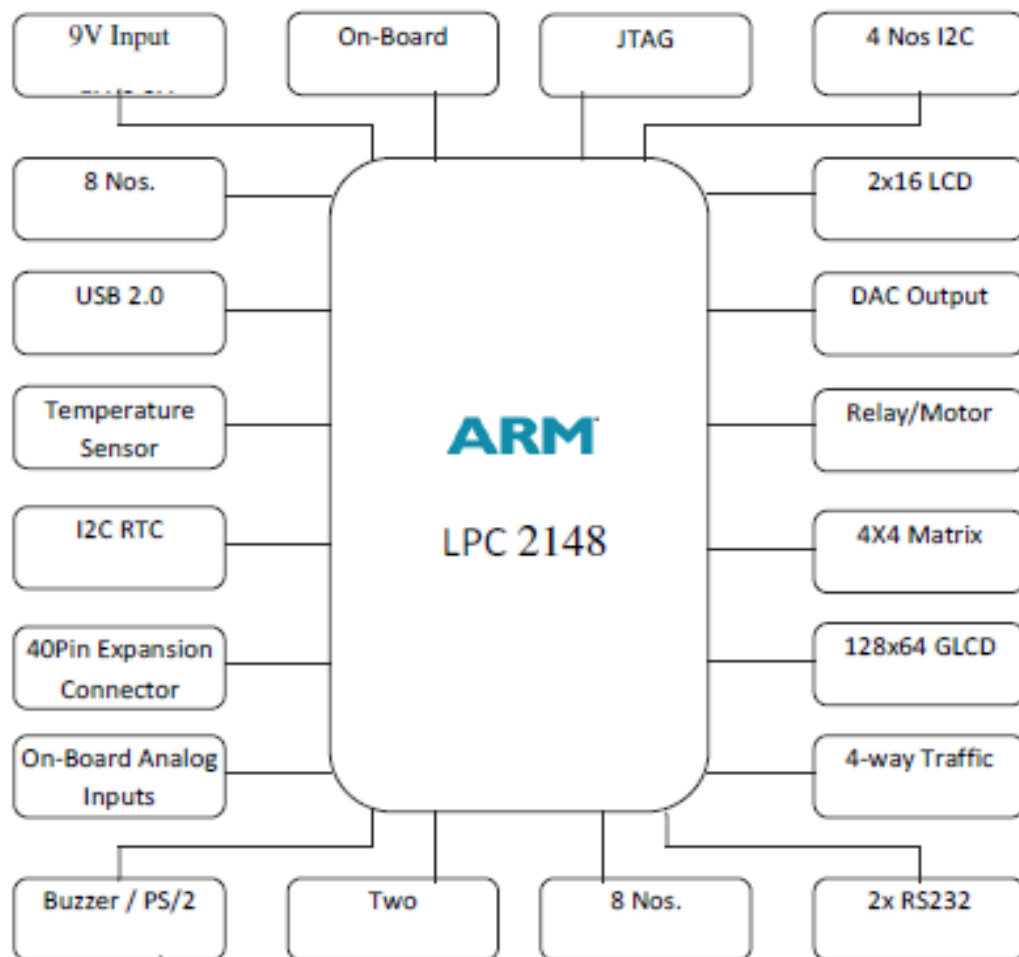 9V Input
On-Board
JTAG
4 Nos I2C
8 Nos.
2x16 LCD
USB 2.0
DAC Output
Temperature
Sensor
Relay/Motor
ARM
LPC 2148
I2C RTC
4X4 Matrix
40Pin Expansion
Connector
128x64 GLCD
On-Board Analog
Inputs
4-way Traffic
Buzzer / PS/2
Two
8 Nos.
2x RS232